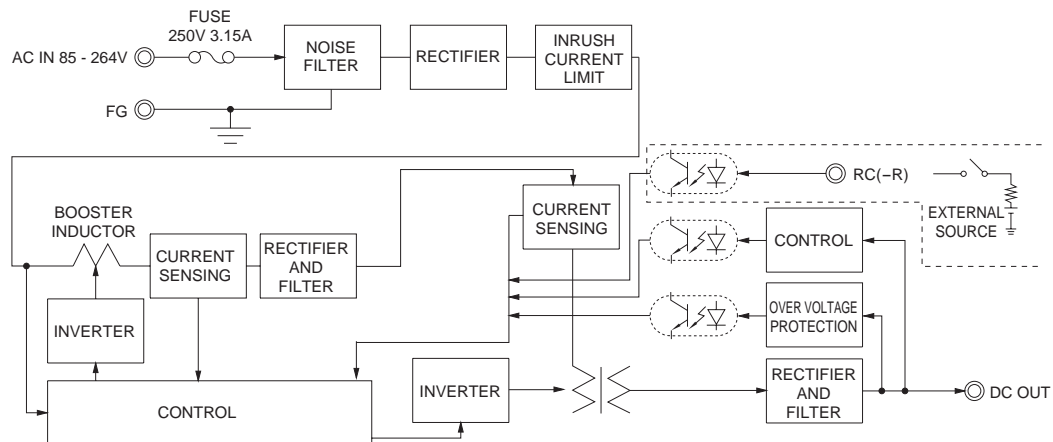 FUSE
250V 3.15A
AC IN 85 - 264V
NOISE
FILTER
RECTIFIER
INRUSH
CURRENT
LIMIT
FG
RC(−R)
EXTERNAL
SOURCE
CURRENT
SENSING
BOOSTER
INDUCTOR
CURRENT
SENSING
RECTIFIER
AND
FILTER
CONTROL
OVER VOLTAGE
PROTECTION
INVERTER
INVERTER
RECTIFIER
AND
FILTER
DC OUT
CONTROL